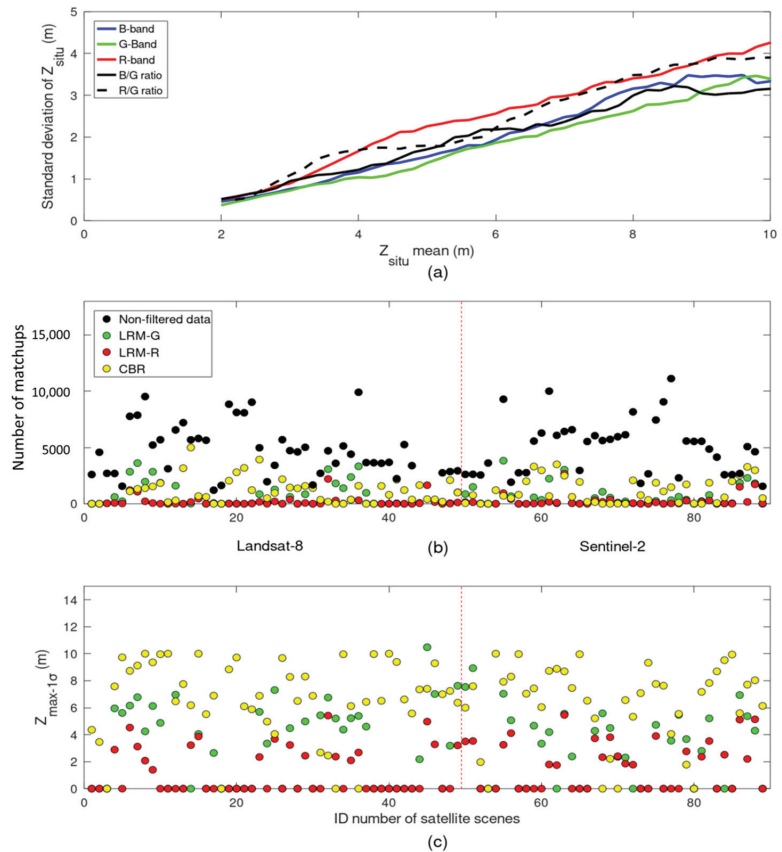 5
4
3
2
1
0
Standard deviation of Z_situ (m)
B-band
G-Band
R-band
B/G ratio
R/G ratio
0 2 4 6 8 10
Z_situ mean (m)
(a)
15,000
10,000
5000
0
Number of matchups
Non-filtered data
LRM-G
LRM-R
CBR
0 20 40 60 80
Landsat-8 (b) Sentinel-2
14
12
10
8
6
4
2
0
Z_max-1σ (m)
0 20 40 60 80
ID number of satellite scenes
(c)